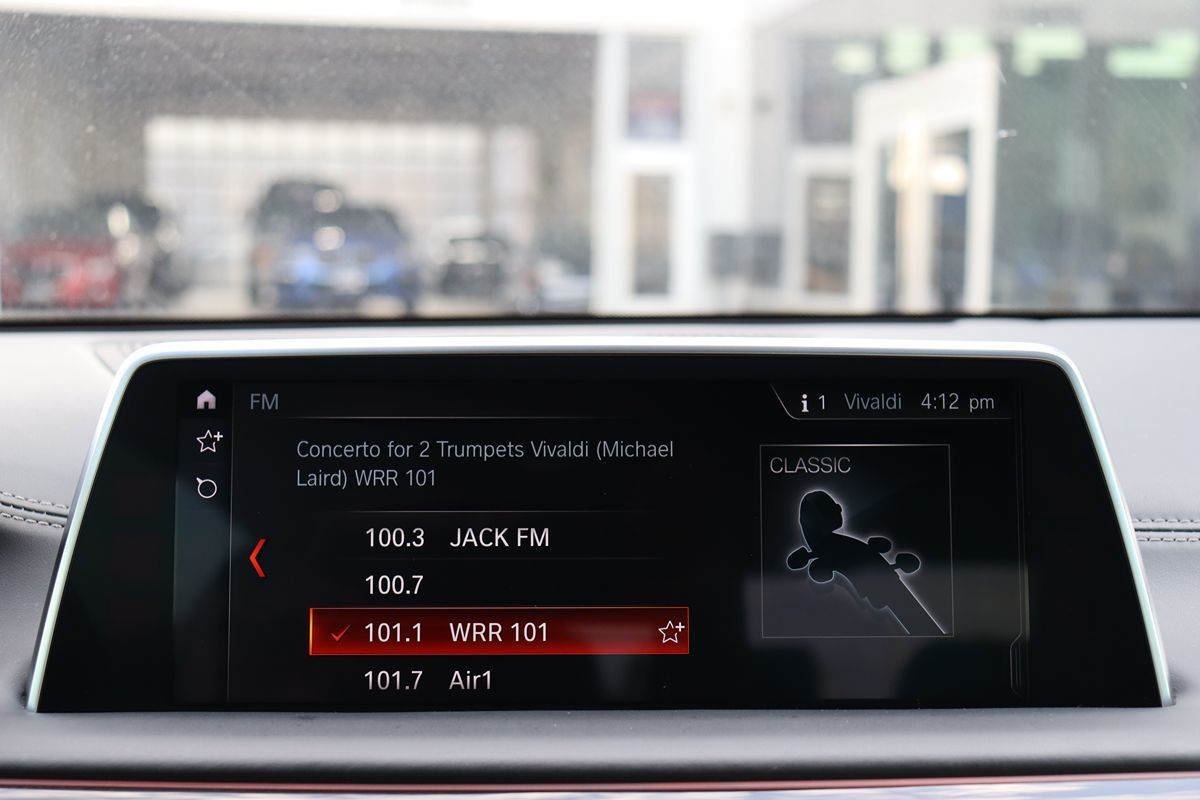 FM
i 1 Vivaldi 4:12 pm
Concerto for 2 Trumpets Vivaldi (Michael
Laird) WRR 101
CLASSIC
100.3 JACK FM
100.7
101.1 WRR 101
101.7 Air1